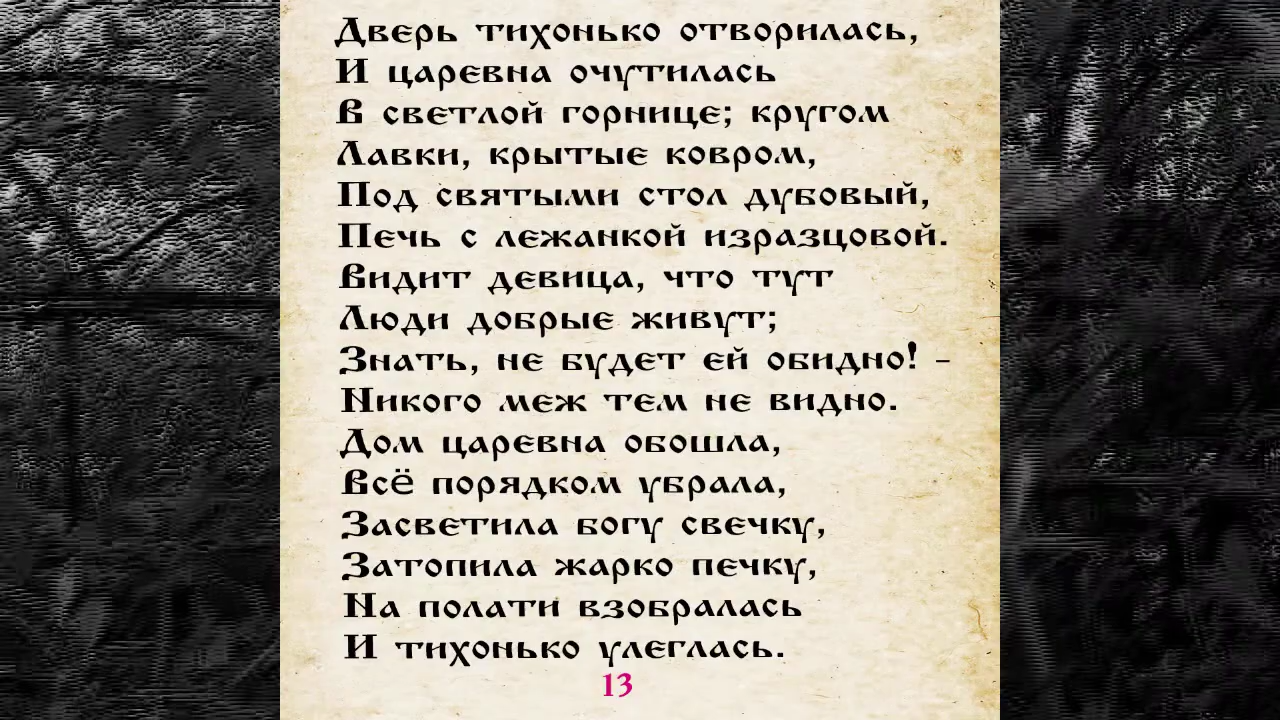 Дверь тихонько отворилась,
И царевна очутилась
В светлой горнице; кругом
Лавки, крытые ковром,
Под святыми стол дубовый,
Печь с лежанкой изразцовой.
Видит девица, что тут
Люди добрые живут;
Знать, не будет ей обидно! –
Никого меж тем не видно.
Дом царевна обошла,
Всё порядком убрала,
Засветила богу свечку,
Затопила жарко печку,
На полати взобралась
И тихонько улеглась.
13